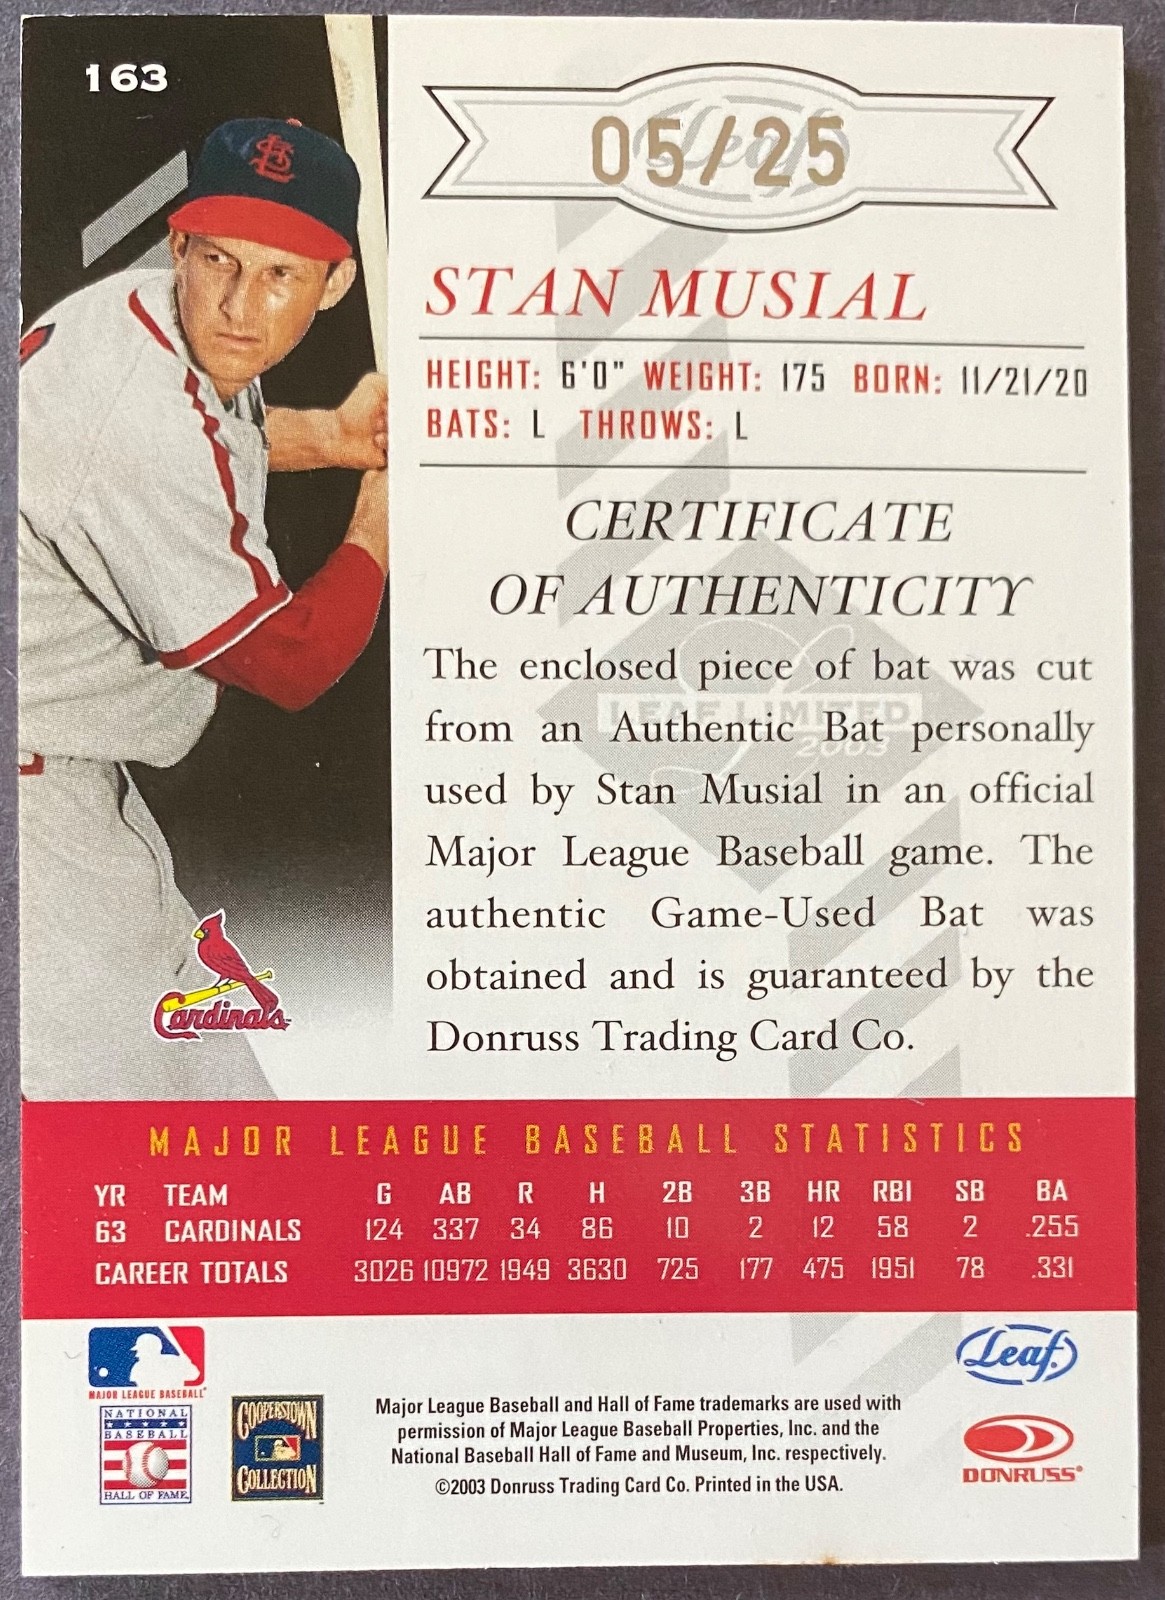 163
Leaf
05/25
STAN MUSIAL
HEIGHT: 6'0" WEIGHT: 175 BORN: 11/21/20
BATS: L THROWS: L
CERTIFICATE
OF AUTHENTICITY
LEAF LIMITED
2003
The enclosed piece of bat was cut
from an Authentic Bat personally
used by Stan Musial in an official
Major League Baseball game. The
authentic Game-Used Bat was
obtained and is guaranteed by the
Donruss Trading Card Co.
StL
Cardinals
MAJOR LEAGUE BASEBALL STATISTICS
YR TEAM G AB R H 2B 3B HR RBI SB BA
63 CARDINALS 124 337 34 86 10 2 12 58 2 .255
CAREER TOTALS 3026 10972 1949 3630 725 177 475 1951 78 .331
MAJOR LEAGUE BASEBALL
NATIONAL
BASEBALL
HALL OF FAME
COOPERSTOWN
COLLECTION
Major League Baseball and Hall of Fame trademarks are used with
permission of Major League Baseball Properties, Inc. and the
National Baseball Hall of Fame and Museum, Inc. respectively.
©2003 Donruss Trading Card Co. Printed in the USA.
Leaf.
DONRUSS®